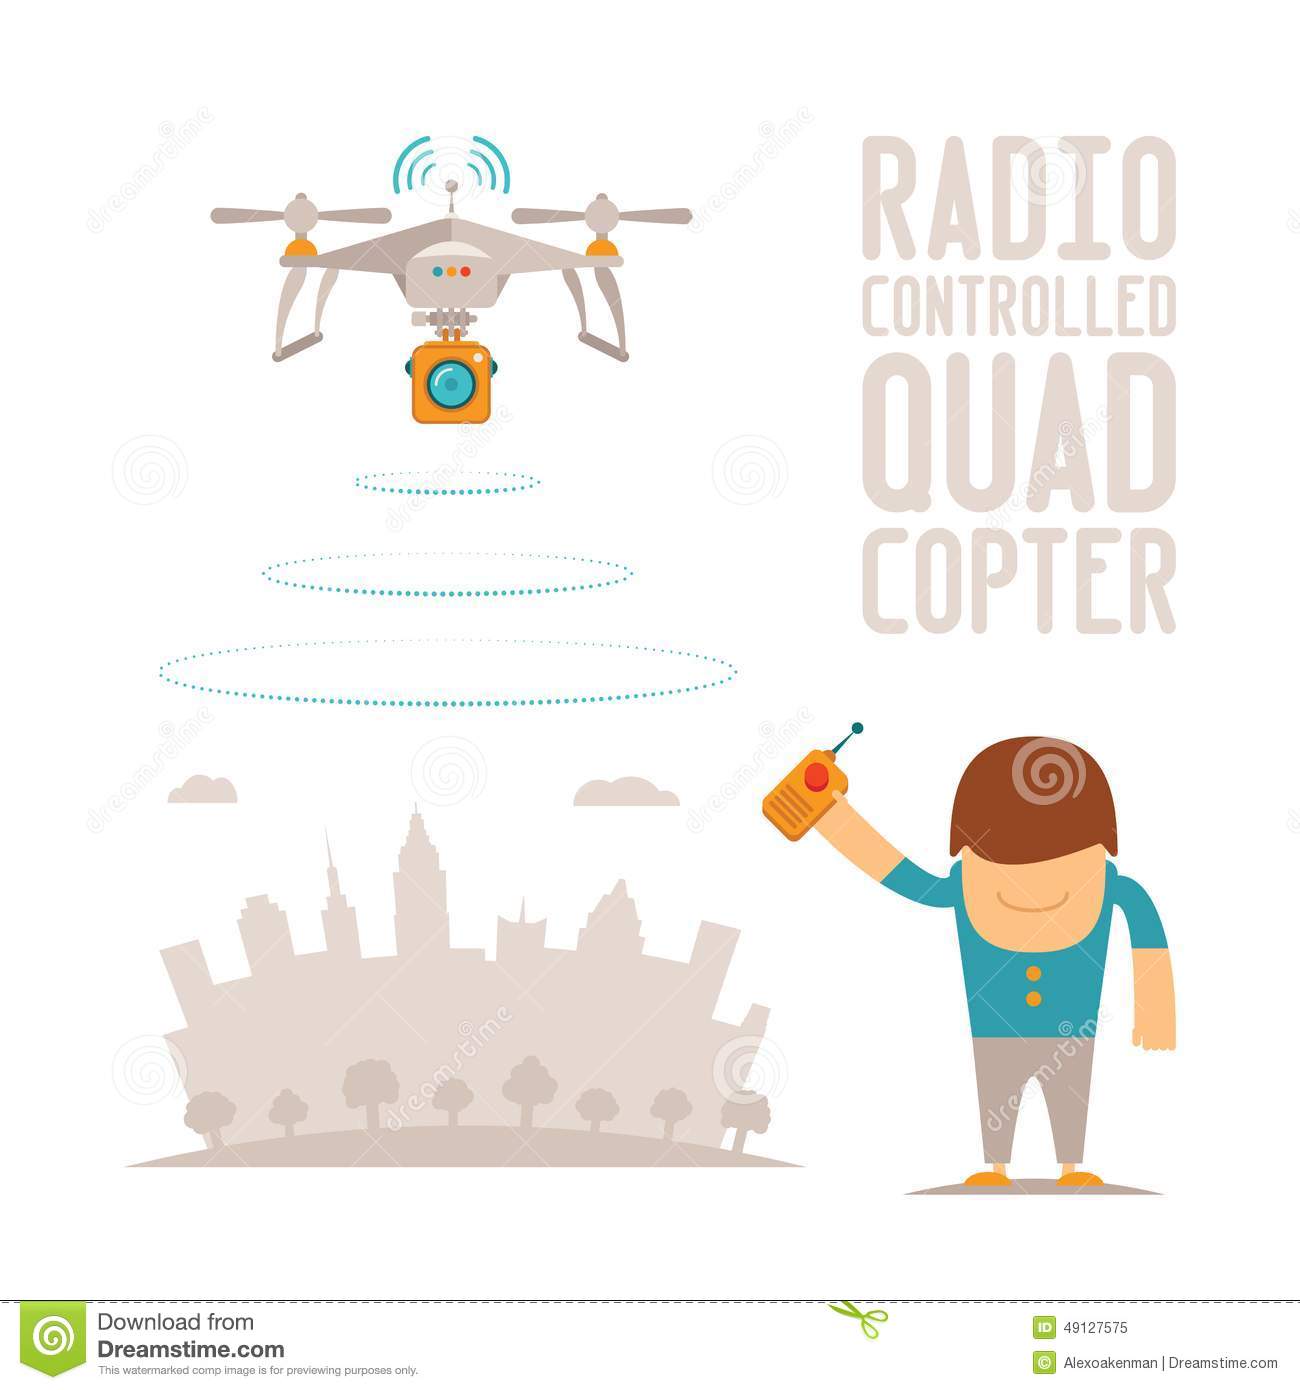 RADIO
CONTROLLED
QUAD
COPTER
dreamstime
Download from
Dreamstime.com
This watermarked comp image is for previewing purposes only.
ID 49127575
© Alexoakenman | Dreamstime.com